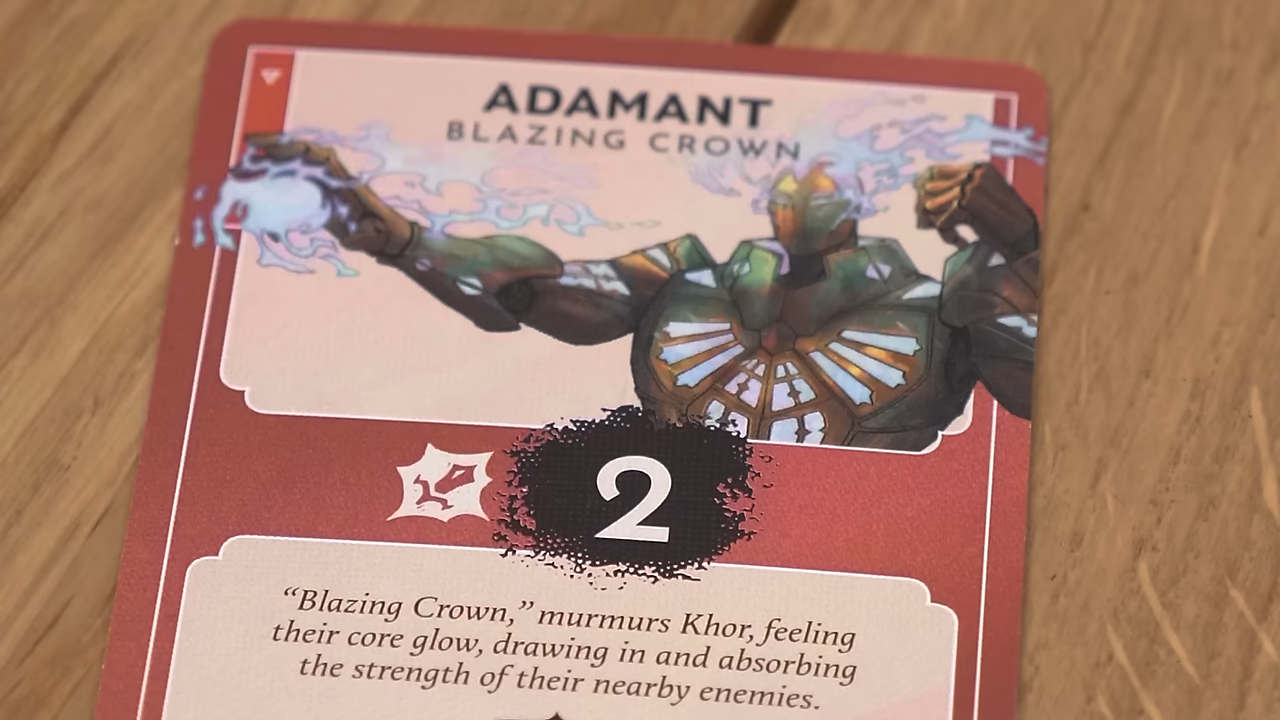 ADAMANT
BLAZING CROWN
2
“Blazing Crown,” murmurs Khor, feeling
their core glow, drawing in and absorbing
the strength of their nearby enemies.